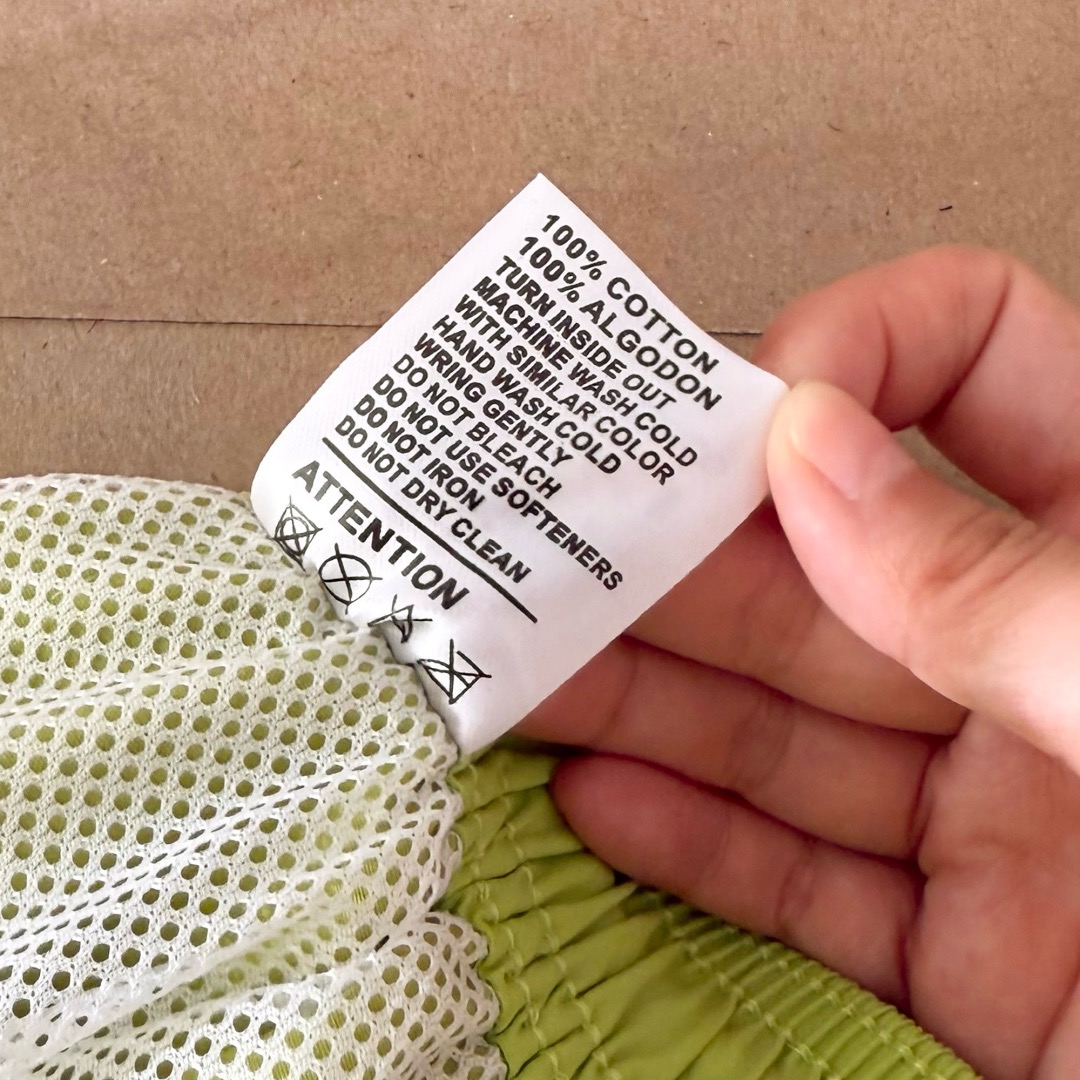 100% COTTON
100% ALGODON
TURN INSIDE OUT
MACHINE WASH COLD
WITH SIMILAR COLOR
HAND WASH COLD
WRING GENTLY
DO NOT BLEACH
DO NOT USE SOFTENERS
DO NOT IRON
DO NOT DRY CLEAN
ATTENTION